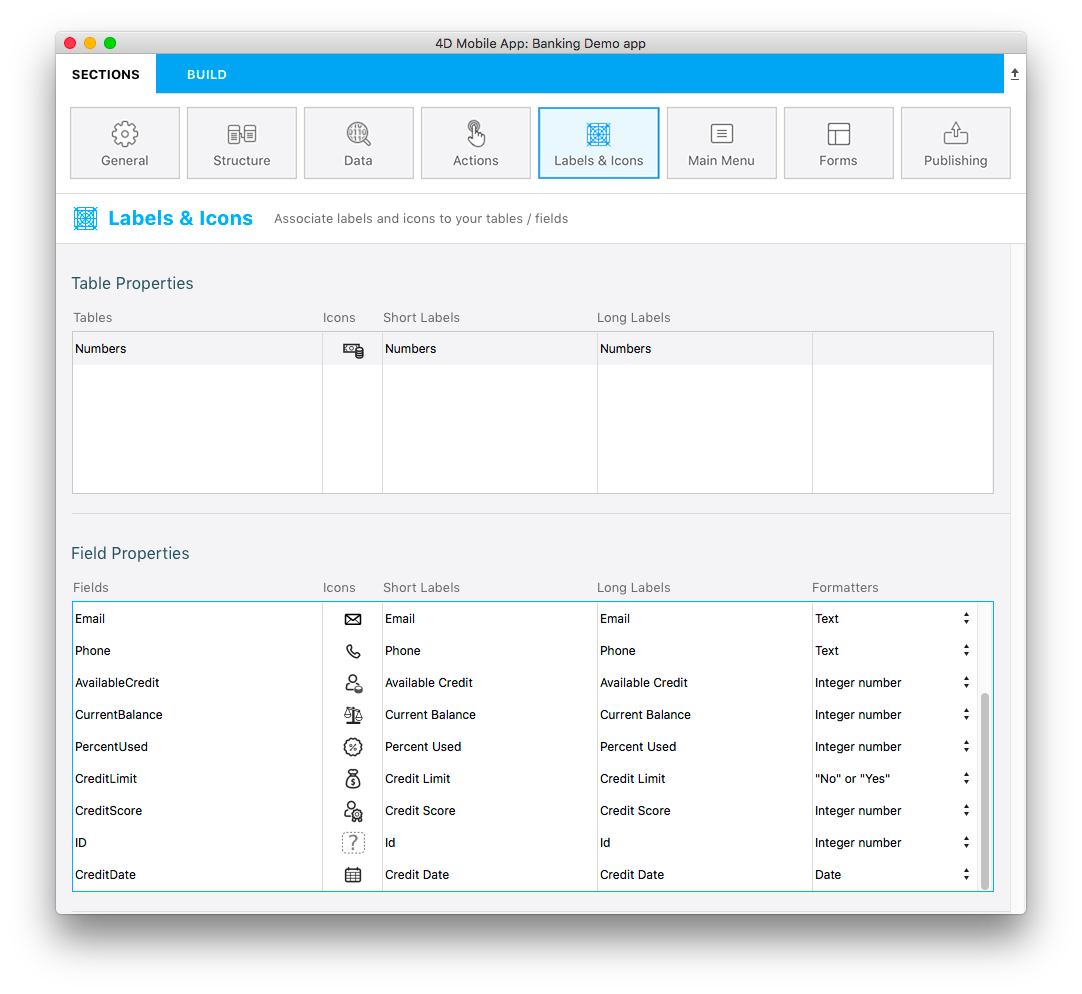 4D Mobile App: Banking Demo app
SECTIONS BUILD
General Structure Data Actions Labels & Icons Main Menu Forms Publishing
Labels & Icons Associate labels and icons to your tables / fields
Table Properties
Tables Icons Short Labels Long Labels
Numbers Numbers Numbers
Field Properties
Fields Icons Short Labels Long Labels Formatters
Email Email Email Text
Phone Phone Phone Text
AvailableCredit Available Credit Available Credit Integer number
CurrentBalance Current Balance Current Balance Integer number
PercentUsed % Percent Used Percent Used Integer number
CreditLimit $ Credit Limit Credit Limit "No" or "Yes"
CreditScore Credit Score Credit Score Integer number
ID ? Id Id Integer number
CreditDate Credit Date Credit Date Date